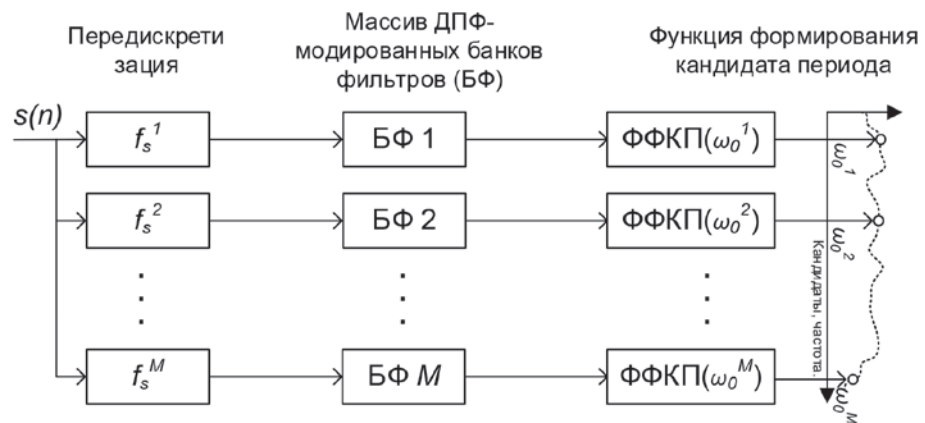 Передискрети
зация
Массив ДПФ-
модированных банков
фильтров (БФ)
Функция формирования
кандидата периода
s(n)
f_s^1
БФ 1
ФФКП(ω_0^1)
ω_0^1
f_s^2
БФ 2
ФФКП(ω_0^2)
ω_0^2
Кандидаты, частота.
f_s^M
БФ M
ФФКП(ω_0^M)
ω_0^M